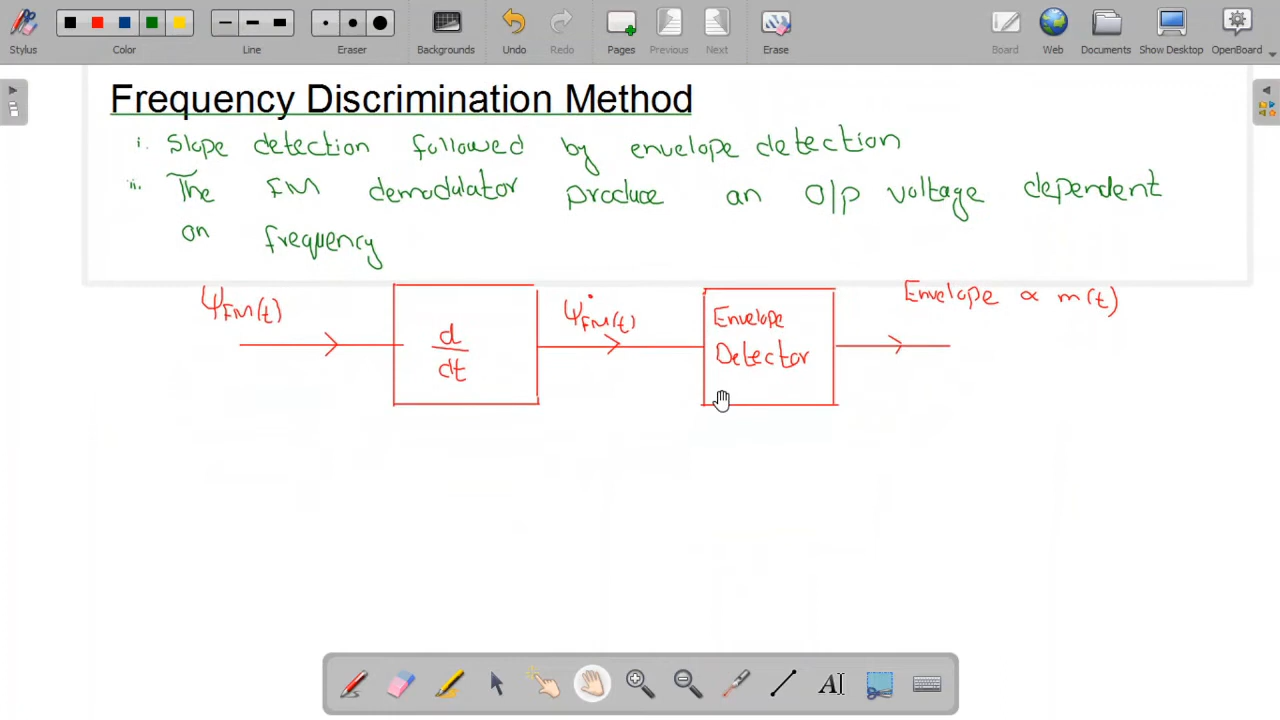 Stylus
Color
Line
Eraser
Backgrounds
Undo
Redo
Pages
Previous
Next
Erase
Board
Web
Documents
Show Desktop
OpenBoard
Frequency Discrimination Method
i. Slope detection followed by envelope detection
ii. The FM demodulator produce an O/P voltage dependent
on frequency
ΨFM(t)
d
dt
Ψ̇FM(t)
Envelope
Detector
Envelope ∝ m(t)